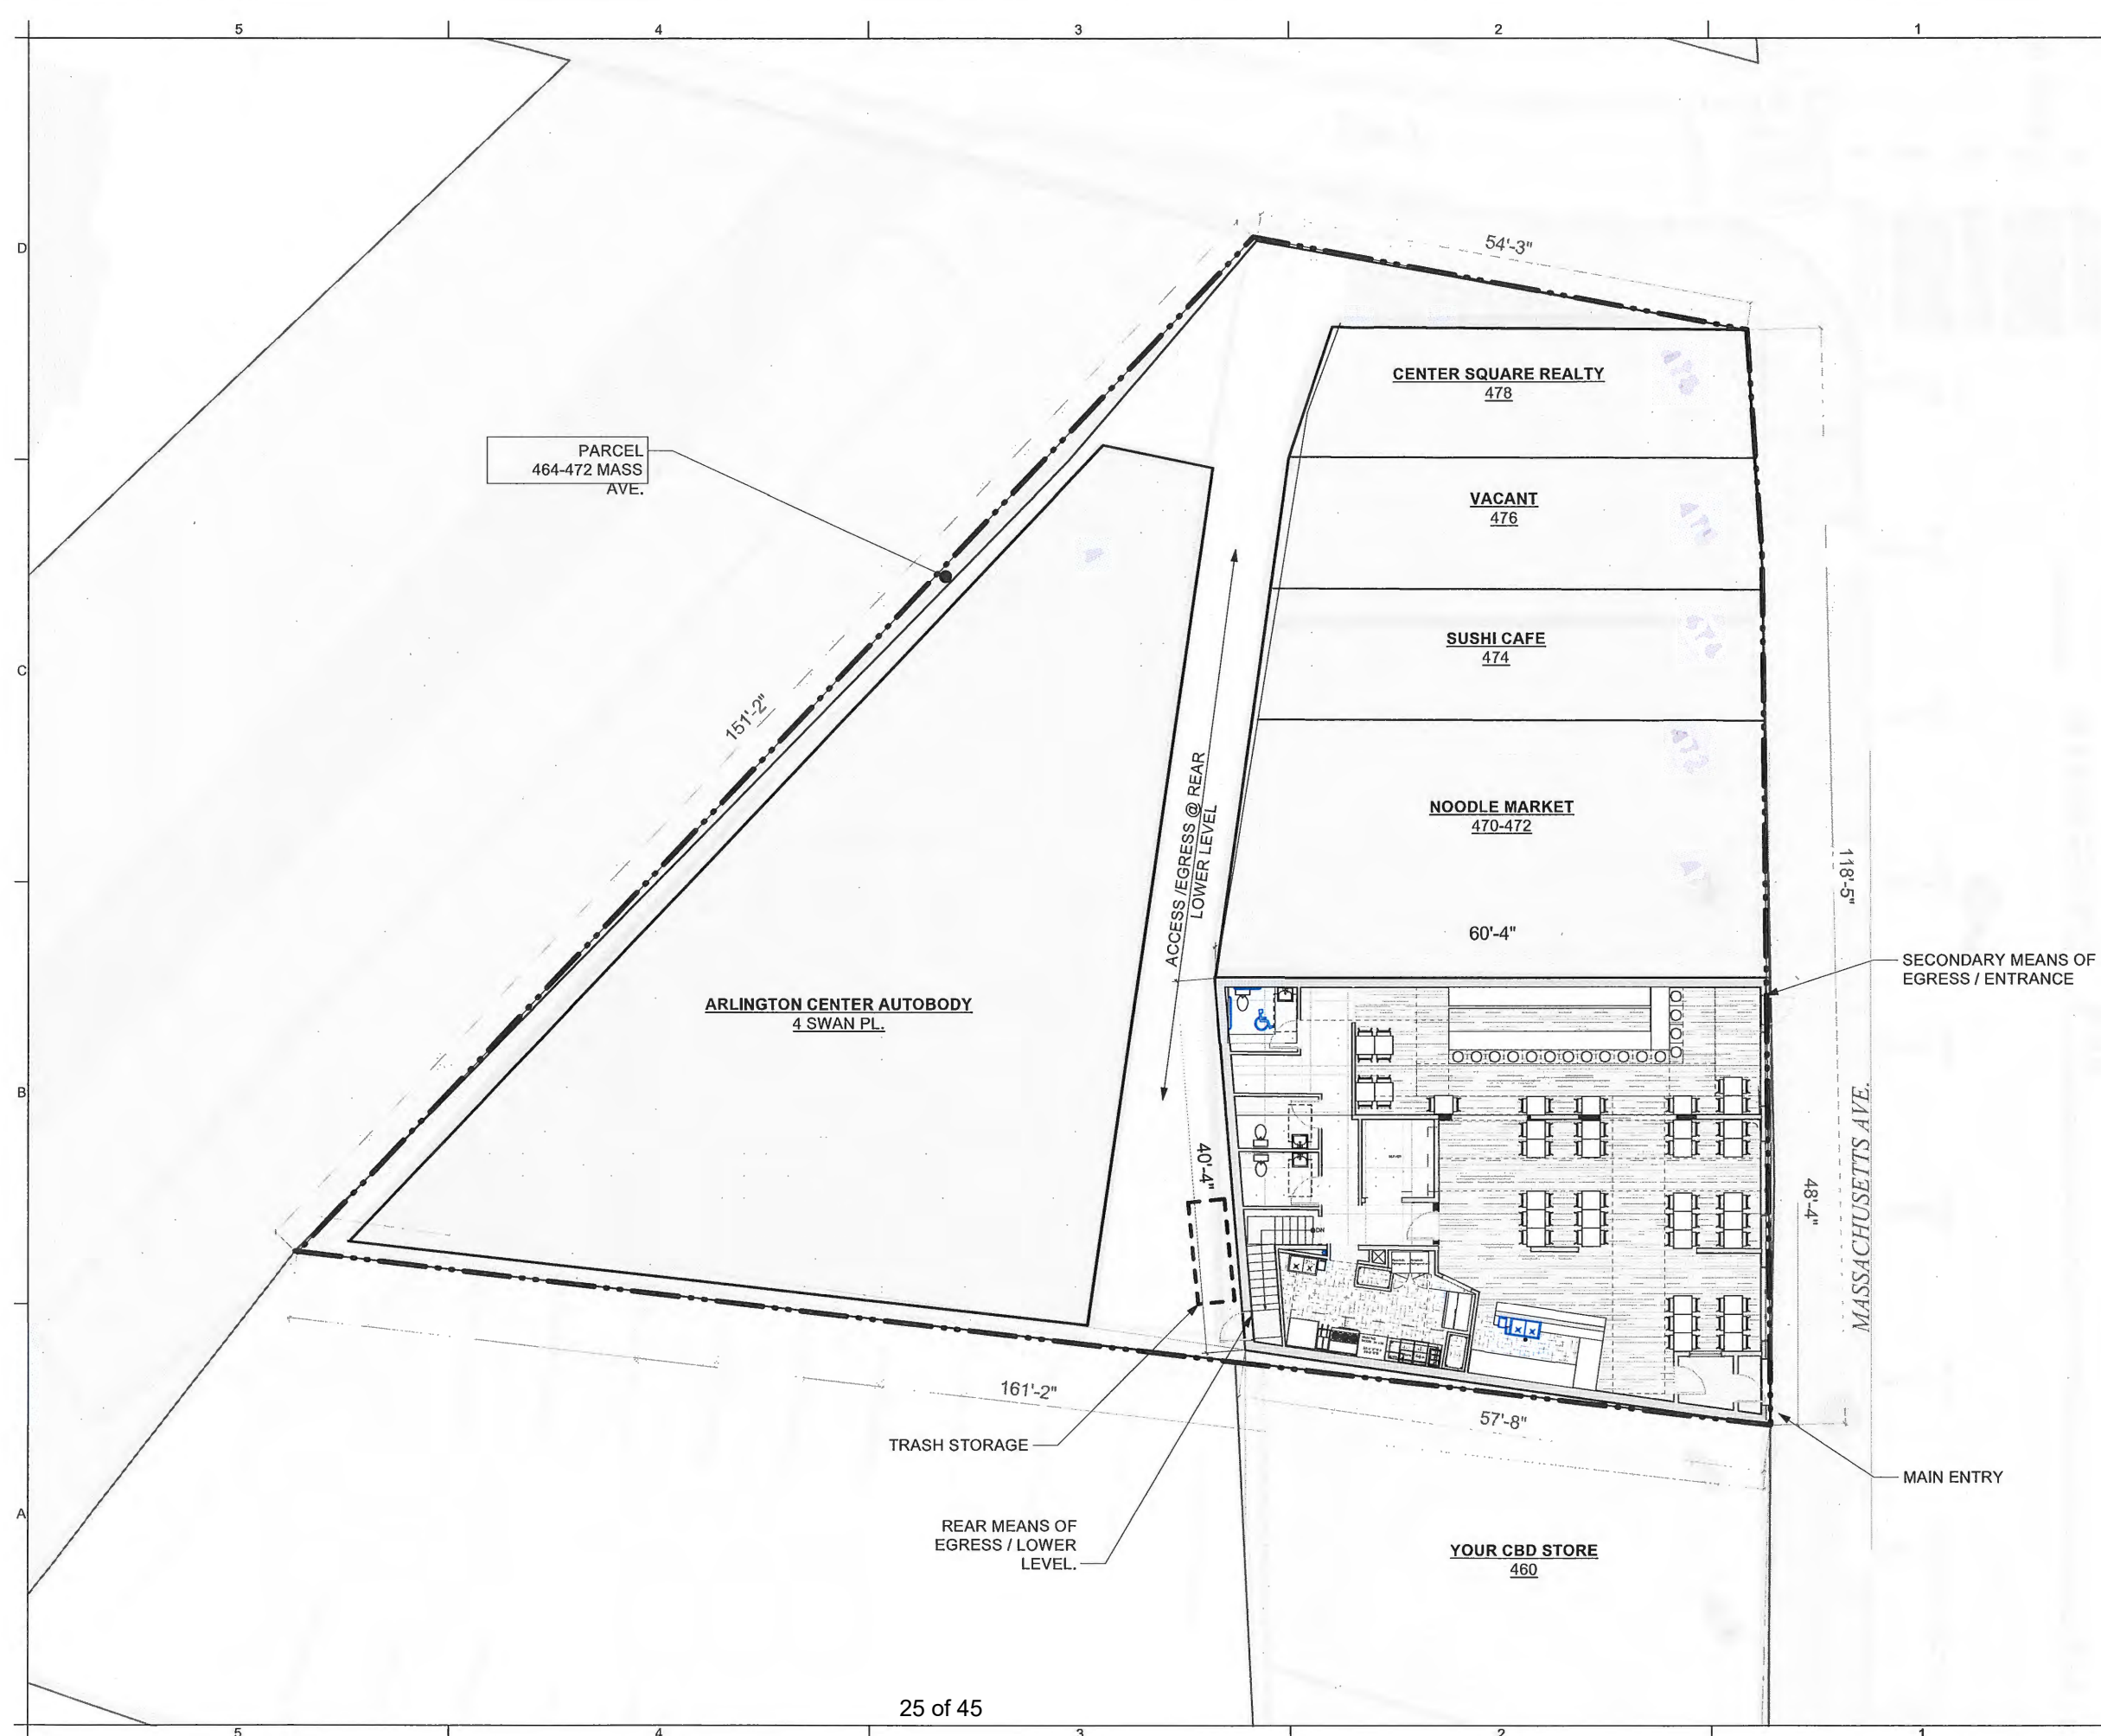 5 4 3 2 1
D
54'-3"
CENTER SQUARE REALTY
478
PARCEL
464-472 MASS
AVE.
VACANT
476
SUSHI CAFE
474
C
151'-2"
ACCESS /EGRESS @ REAR
LOWER LEVEL
NOODLE MARKET
470-472
118'-5"
60'-4"
SECONDARY MEANS OF
EGRESS / ENTRANCE
ARLINGTON CENTER AUTOBODY
4 SWAN PL.
B
40'-4"
48'-4"
MASSACHUSETTS AVE.
DN
161'-2"
57'-8"
TRASH STORAGE
MAIN ENTRY
A
REAR MEANS OF
EGRESS / LOWER
LEVEL.
YOUR CBD STORE
460
25 of 45
5 4 3 2 1